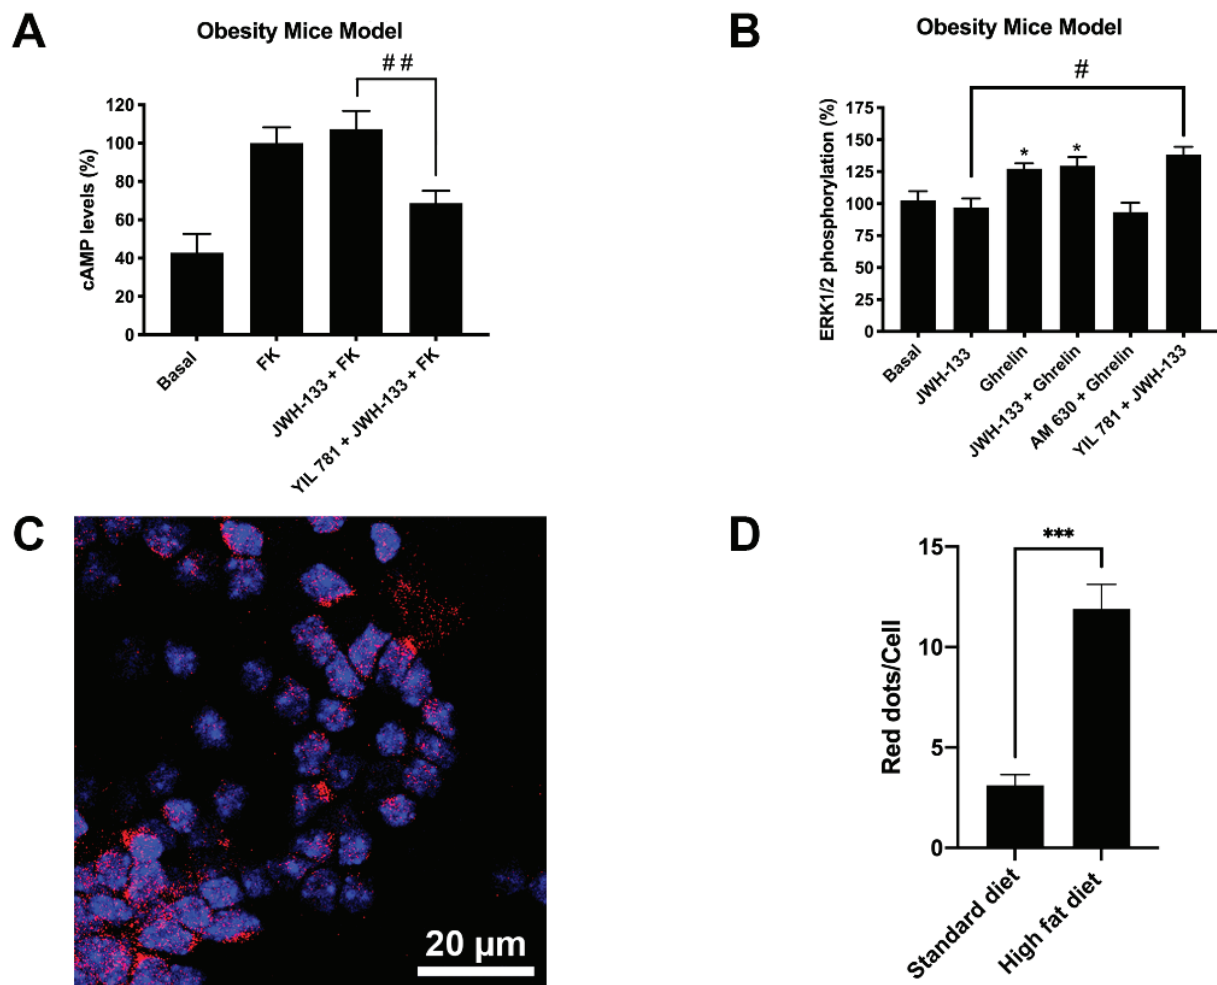 A
Obesity Mice Model
# #
cAMP levels (%)
120
100
80
60
40
20
0
Basal
FK
JWH-133 + FK
YIL 781 + JWH-133 + FK
B
Obesity Mice Model
#
ERK1/2 phosphorylation (%)
175
150
125
100
75
50
25
0
*
*
Basal
JWH-133
Ghrelin
JWH-133 + Ghrelin
AM 630 + Ghrelin
YIL 781 + JWH-133
C
20 μm
D
***
Red dots/Cell
15
10
5
0
Standard diet
High fat diet